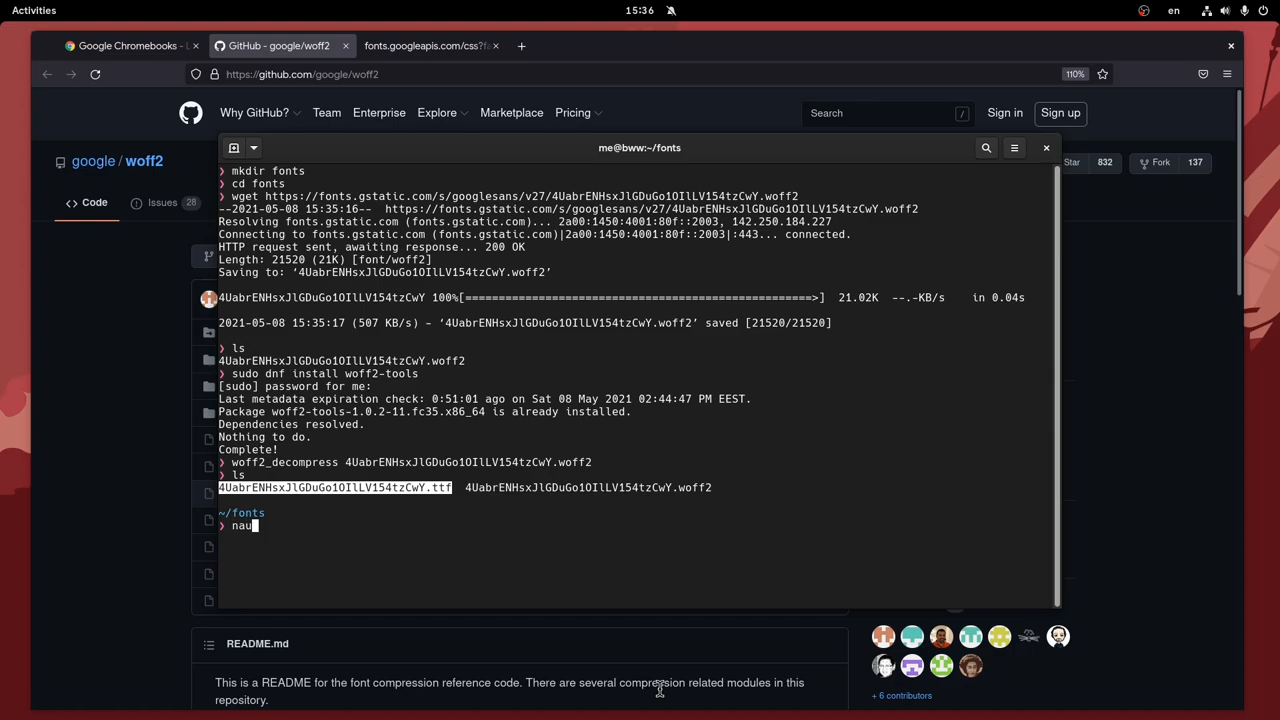 Activities
15:36
en
Google Chromebooks - L
GitHub - google/woff2
fonts.googleapis.com/css?fa
https://github.com/google/woff2
110%
Why GitHub?
Team
Enterprise
Explore
Marketplace
Pricing
Search
/
Sign in
Sign up
google / woff2
Star 832
Fork 137
Code
Issues 28
me@bww:~/fonts
❯ mkdir fonts
❯ cd fonts
❯ wget https://fonts.gstatic.com/s/googlesans/v27/4UabrENHsxJlGDuGo1OIlLV154tzCwY.woff2
--2021-05-08 15:35:16-- https://fonts.gstatic.com/s/googlesans/v27/4UabrENHsxJlGDuGo1OIlLV154tzCwY.woff2
Resolving fonts.gstatic.com (fonts.gstatic.com)... 2a00:1450:4001:80f::2003, 142.250.184.227
Connecting to fonts.gstatic.com (fonts.gstatic.com)|2a00:1450:4001:80f::2003|:443... connected.
HTTP request sent, awaiting response... 200 OK
Length: 21520 (21K) [font/woff2]
Saving to: ‘4UabrENHsxJlGDuGo1OIlLV154tzCwY.woff2’
4UabrENHsxJlGDuGo1OIlLV154tzCwY 100%[====================================================>] 21.02K --.-KB/s in 0.04s
2021-05-08 15:35:17 (507 KB/s) - ‘4UabrENHsxJlGDuGo1OIlLV154tzCwY.woff2’ saved [21520/21520]
❯ ls
4UabrENHsxJlGDuGo1OIlLV154tzCwY.woff2
❯ sudo dnf install woff2-tools
[sudo] password for me:
Last metadata expiration check: 0:51:01 ago on Sat 08 May 2021 02:44:47 PM EEST.
Package woff2-tools-1.0.2-11.fc35.x86_64 is already installed.
Dependencies resolved.
Nothing to do.
Complete!
❯ woff2_decompress 4UabrENHsxJlGDuGo1OIlLV154tzCwY.woff2
❯ ls
4UabrENHsxJlGDuGo1OIlLV154tzCwY.ttf 4UabrENHsxJlGDuGo1OIlLV154tzCwY.woff2
~/fonts
❯ nau
README.md
This is a README for the font compression reference code. There are several compression related modules in this
repository.
+ 6 contributors